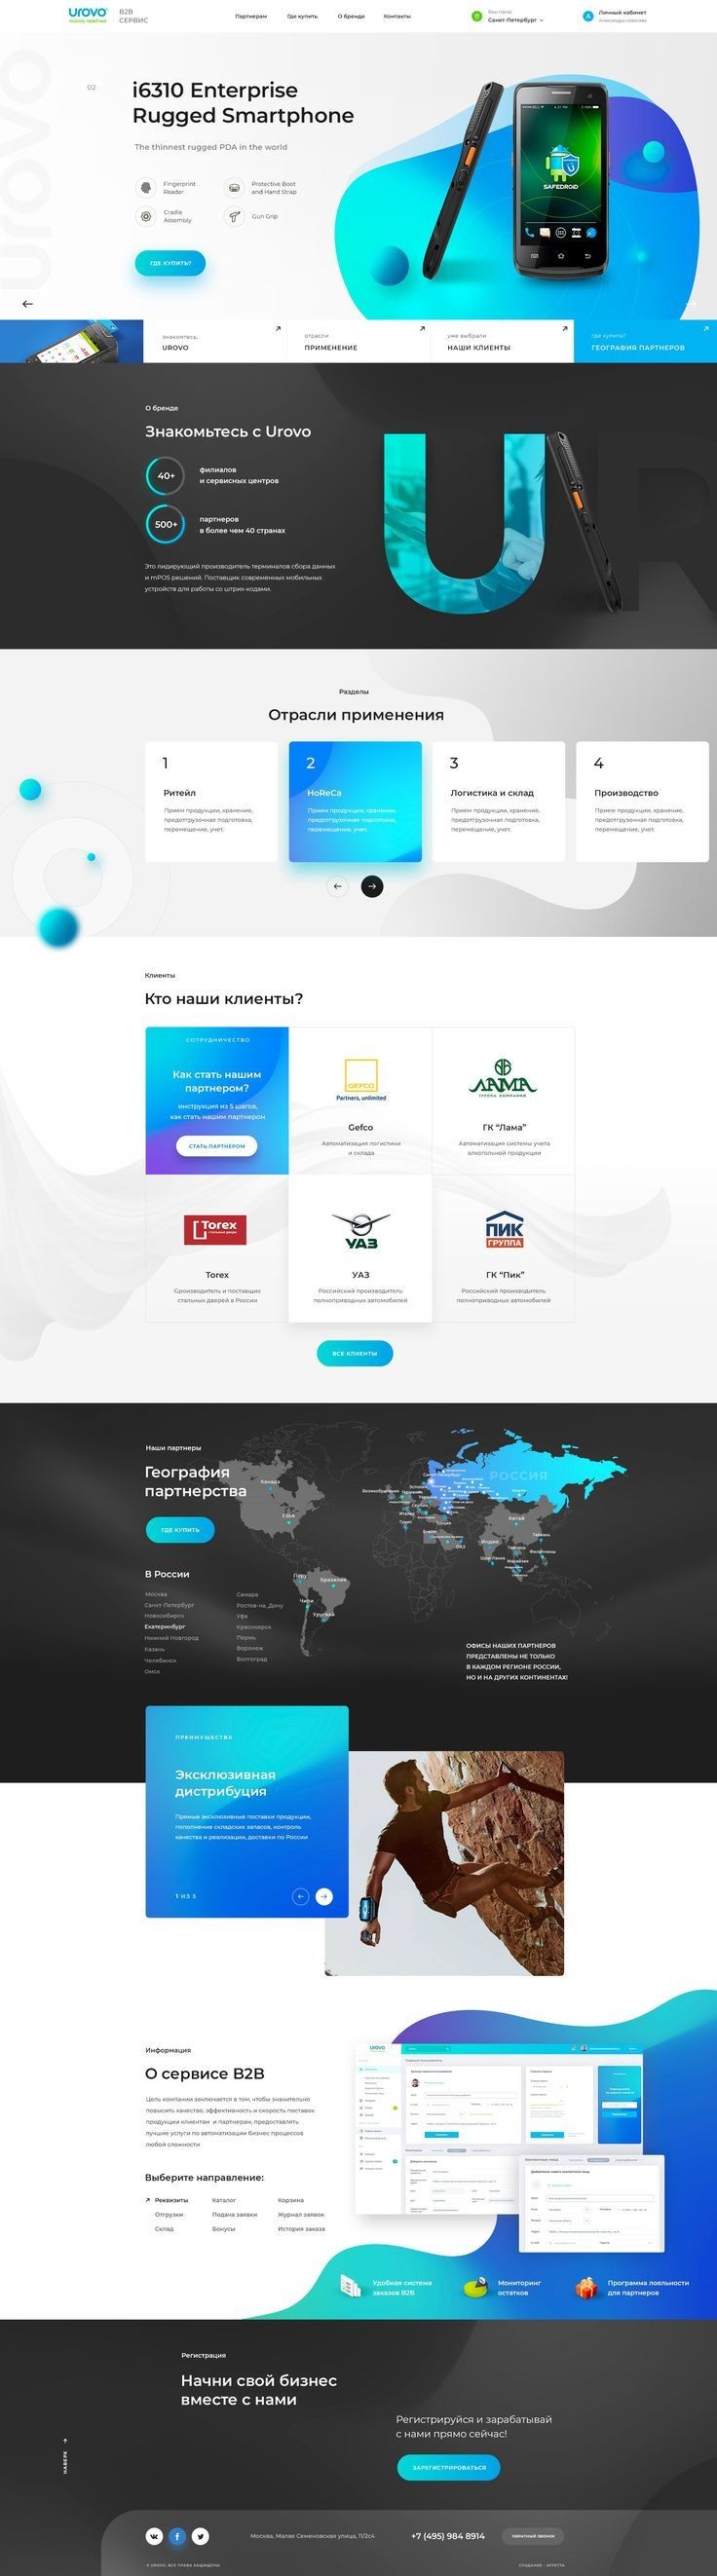 UROVO
B2B
СЕРВИС
Партнерам
Где купить
О бренде
Контакты
Санкт-Петербург
Личный кабинет
UROVO
02
i6310 Enterprise
Rugged Smartphone
The thinnest rugged PDA in the world
Fingerprint
Reader
Protective Boot
and Hand Strap
Cradle
Assembly
Gun Grip
ГДЕ КУПИТЬ?
SAFEDROID
знакомьтесь,
UROVO
отрасли
ПРИМЕНЕНИЕ
уже выбрали
НАШИ КЛИЕНТЫ
где купить?
ГЕОГРАФИЯ ПАРТНЕРОВ
О бренде
Знакомьтесь с Urovo
40+
филиалов
и сервисных центров
500+
партнеров
в более чем 40 странах
Это лидирующий производитель терминалов сбора данных
и mPOS решений. Поставщик современных мобильных
устройств для работы со штрих-кодами.
U R
Разделы
Отрасли применения
1
Ритейл
Прием продукции, хранение,
предотгрузочная подготовка,
перемещение, учет.
2
HoReCa
Прием продукции, хранение,
предотгрузочная подготовка,
перемещение, учет.
3
Логистика и склад
Прием продукции, хранение,
предотгрузочная подготовка,
перемещение, учет.
4
Производство
Прием продукции, хранение,
предотгрузочная подготовка,
перемещение, учет.
Клиенты
Кто наши клиенты?
СОТРУДНИЧЕСТВО
Как стать нашим
партнером?
инструкция из 5 шагов,
как стать нашим партнером
СТАТЬ ПАРТНЕРОМ
GEFCO
Partners, unlimited
Gefco
Автоматизация логистики
и склада
ЛАМА
ГРУППА КОМПАНИЙ
ГК “Лама”
Автоматизация системы учета
алкогольной продукции
Torex
стальные двери
Torex
Gроизводитель и поставщик
стальных дверей в России
УАЗ
УАЗ
Российский производитель
полноприводных автомобилей
ПИК
ГРУППА
ГК “Пик”
Российский производитель
полноприводных автомобилей
ВСЕ КЛИЕНТЫ
Наши партнеры
География
партнерства
ГДЕ КУПИТЬ
Канада
США
Великобритания
РОССИЯ
Китай
Тайвань
Индия
ОАЭ
Египет
Перу
Бразилия
Чили
Уругвай
В России
Москва
Санкт-Петербург
Новосибирск
Екатеринбург
Нижний Новгород
Казань
Челябинск
Омск
Самара
Ростов-на_Дону
Уфа
Красноярск
Пермь
Воронеж
Волгоград
ОФИСЫ НАШИХ ПАРТНЕРОВ
ПРЕДСТАВЛЕНЫ НЕ ТОЛЬКО
В КАЖДОМ РЕГИОНЕ РОССИИ,
НО И НА ДРУГИХ КОНТИНЕНТАХ!
ПРЕИМУЩЕСТВА
Эксклюзивная
дистрибуция
Прямые эксклюзивные поставки продукции,
пополнение складских запасов, контроль
качества и реализации, доставки по России
1 ИЗ 5
Информация
О сервисе B2B
Цель компании заключается в том, чтобы значительно
повысить качество, эффективность и скорость поставок
продукции клиентам и партнерам, предоставлять
лучшие услуги по автоматизации бизнес процессов
любой сложности
Выберите направление:
Реквизиты
Каталог
Корзина
Отгрузки
Подача заявки
Журнал заявок
Склад
Бонусы
История заказа
UROVO
Удобная система
заказов B2B
Мониторинг
остатков
Программа лояльности
для партнеров
Регистрация
Начни свой бизнес
вместе с нами
Регистрируйся и зарабатывай
с нами прямо сейчас!
ЗАРЕГИСТРИРОВАТЬСЯ
НАВЕРХ
Москва, Малая Семеновская улица, 11/2с4
+7 (495) 984 8914
ОБРАТНЫЙ ЗВОНОК
© UROVO. ВСЕ ПРАВА ЗАЩИЩЕНЫ